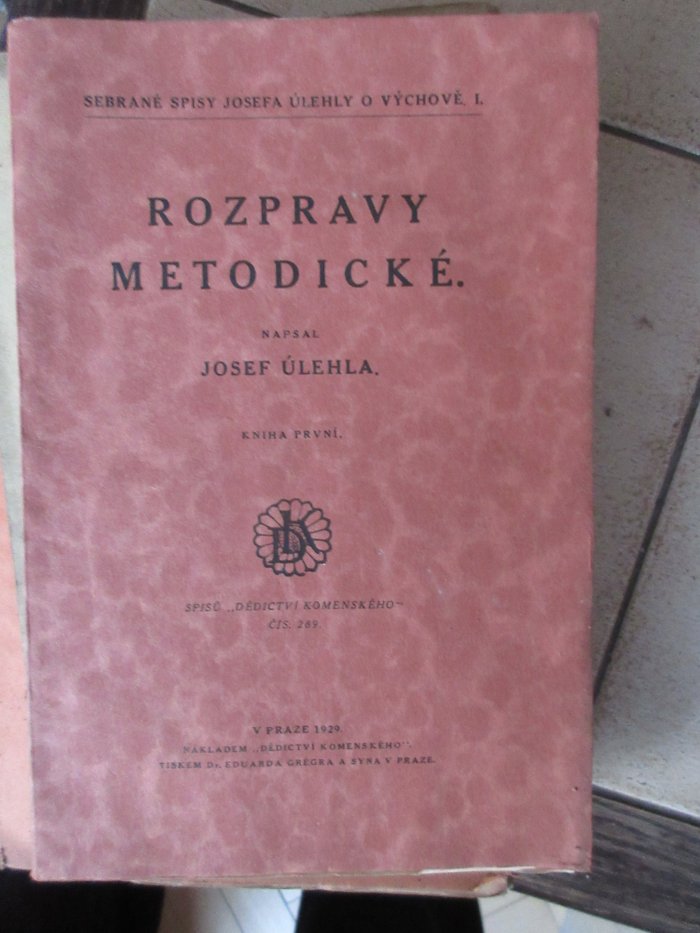 SEBRANÉ SPISY JOSEFA ÚLEHLY O VÝCHOVĚ. I.
ROZPRAVY
METODICKÉ.
NAPSAL
JOSEF ÚLEHLA.
KNIHA PRVNÍ.
DK
SPISŮ „DĚDICTVÍ KOMENSKÉHO“
ČÍS. 289.
V PRAZE 1929.
NÁKLADEM „DĚDICTVÍ KOMENSKÉHO“.
TISKEM Dr. EDUARDA GRÉGRA A SYNA V PRAZE.